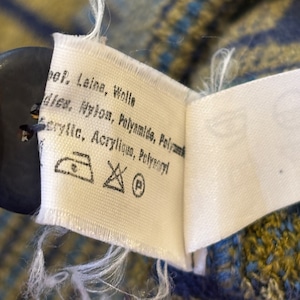 Laine, Wolle
Nylon, Polyamide,
Acrylic, Acrylique, Polyacryl
P